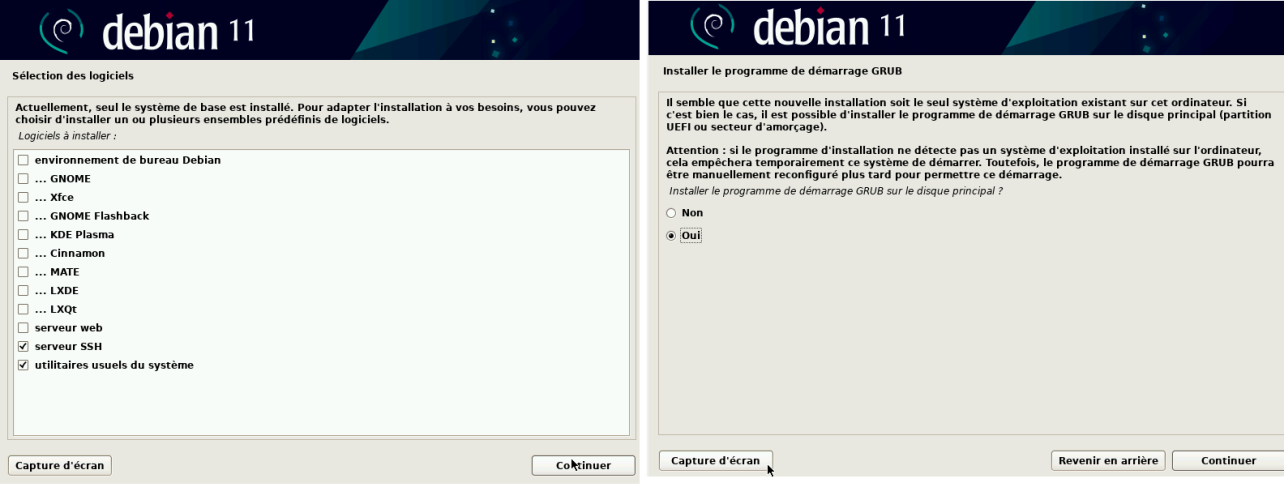 debian 11
Sélection des logiciels
Actuellement, seul le système de base est installé. Pour adapter l'installation à vos besoins, vous pouvez
choisir d'installer un ou plusieurs ensembles prédéfinis de logiciels.
Logiciels à installer :
environnement de bureau Debian
... GNOME
... Xfce
... GNOME Flashback
... KDE Plasma
... Cinnamon
... MATE
... LXDE
... LXQt
serveur web
serveur SSH
utilitaires usuels du système
Capture d'écran
Continuer
debian 11
Installer le programme de démarrage GRUB
Il semble que cette nouvelle installation soit le seul système d'exploitation existant sur cet ordinateur. Si
c'est bien le cas, il est possible d'installer le programme de démarrage GRUB sur le disque principal (partition
UEFI ou secteur d'amorçage).
Attention : si le programme d'installation ne détecte pas un système d'exploitation installé sur l'ordinateur,
cela empêchera temporairement ce système de démarrer. Toutefois, le programme de démarrage GRUB pourra
être manuellement reconfiguré plus tard pour permettre ce démarrage.
Installer le programme de démarrage GRUB sur le disque principal ?
Non
Oui
Capture d'écran
Revenir en arrière
Continuer